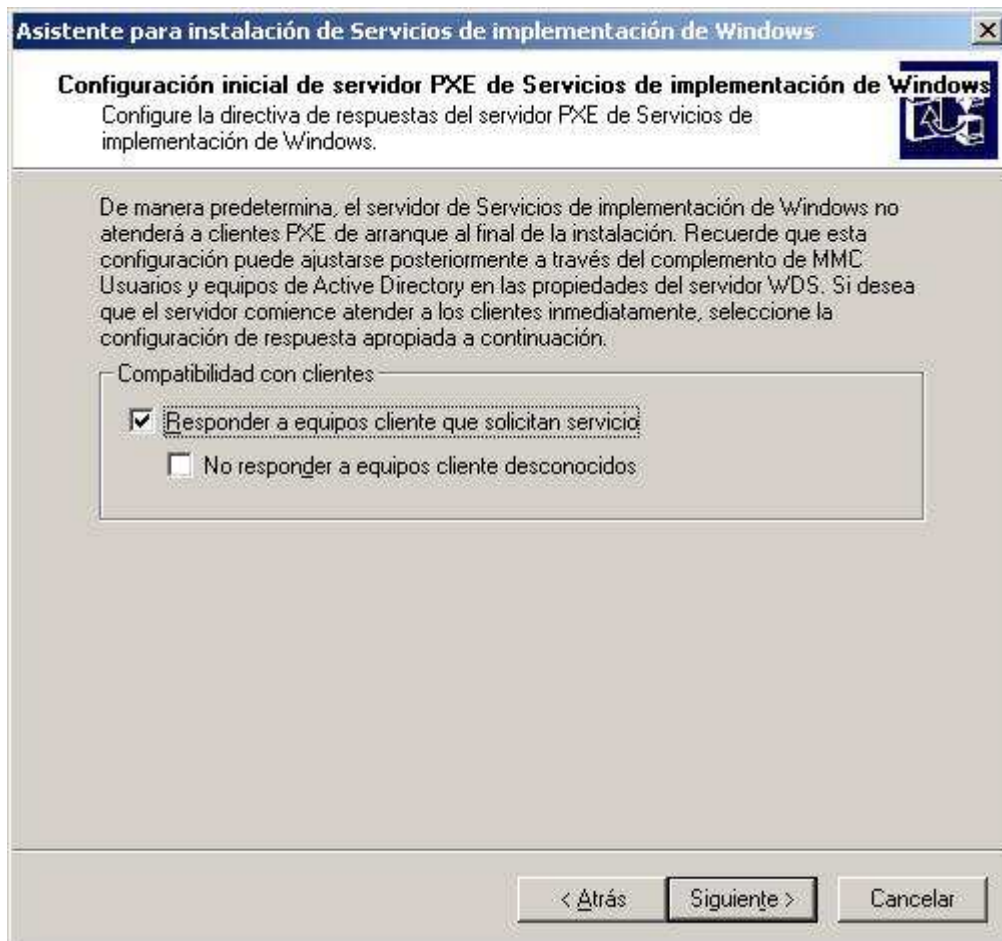 Asistente para instalación de Servicios de implementación de Windows
Configuración inicial de servidor PXE de Servicios de implementación de Windows
Configure la directiva de respuestas del servidor PXE de Servicios de
implementación de Windows.
De manera predetermina, el servidor de Servicios de implementación de Windows no
atenderá a clientes PXE de arranque al final de la instalación. Recuerde que esta
configuración puede ajustarse posteriormente a través del complemento de MMC
Usuarios y equipos de Active Directory en las propiedades del servidor WDS. Si desea
que el servidor comience atender a los clientes inmediatamente, seleccione la
configuración de respuesta apropiada a continuación.
Compatibilidad con clientes
Responder a equipos cliente que solicitan servicio
No responder a equipos cliente desconocidos
< Atrás
Siguiente >
Cancelar